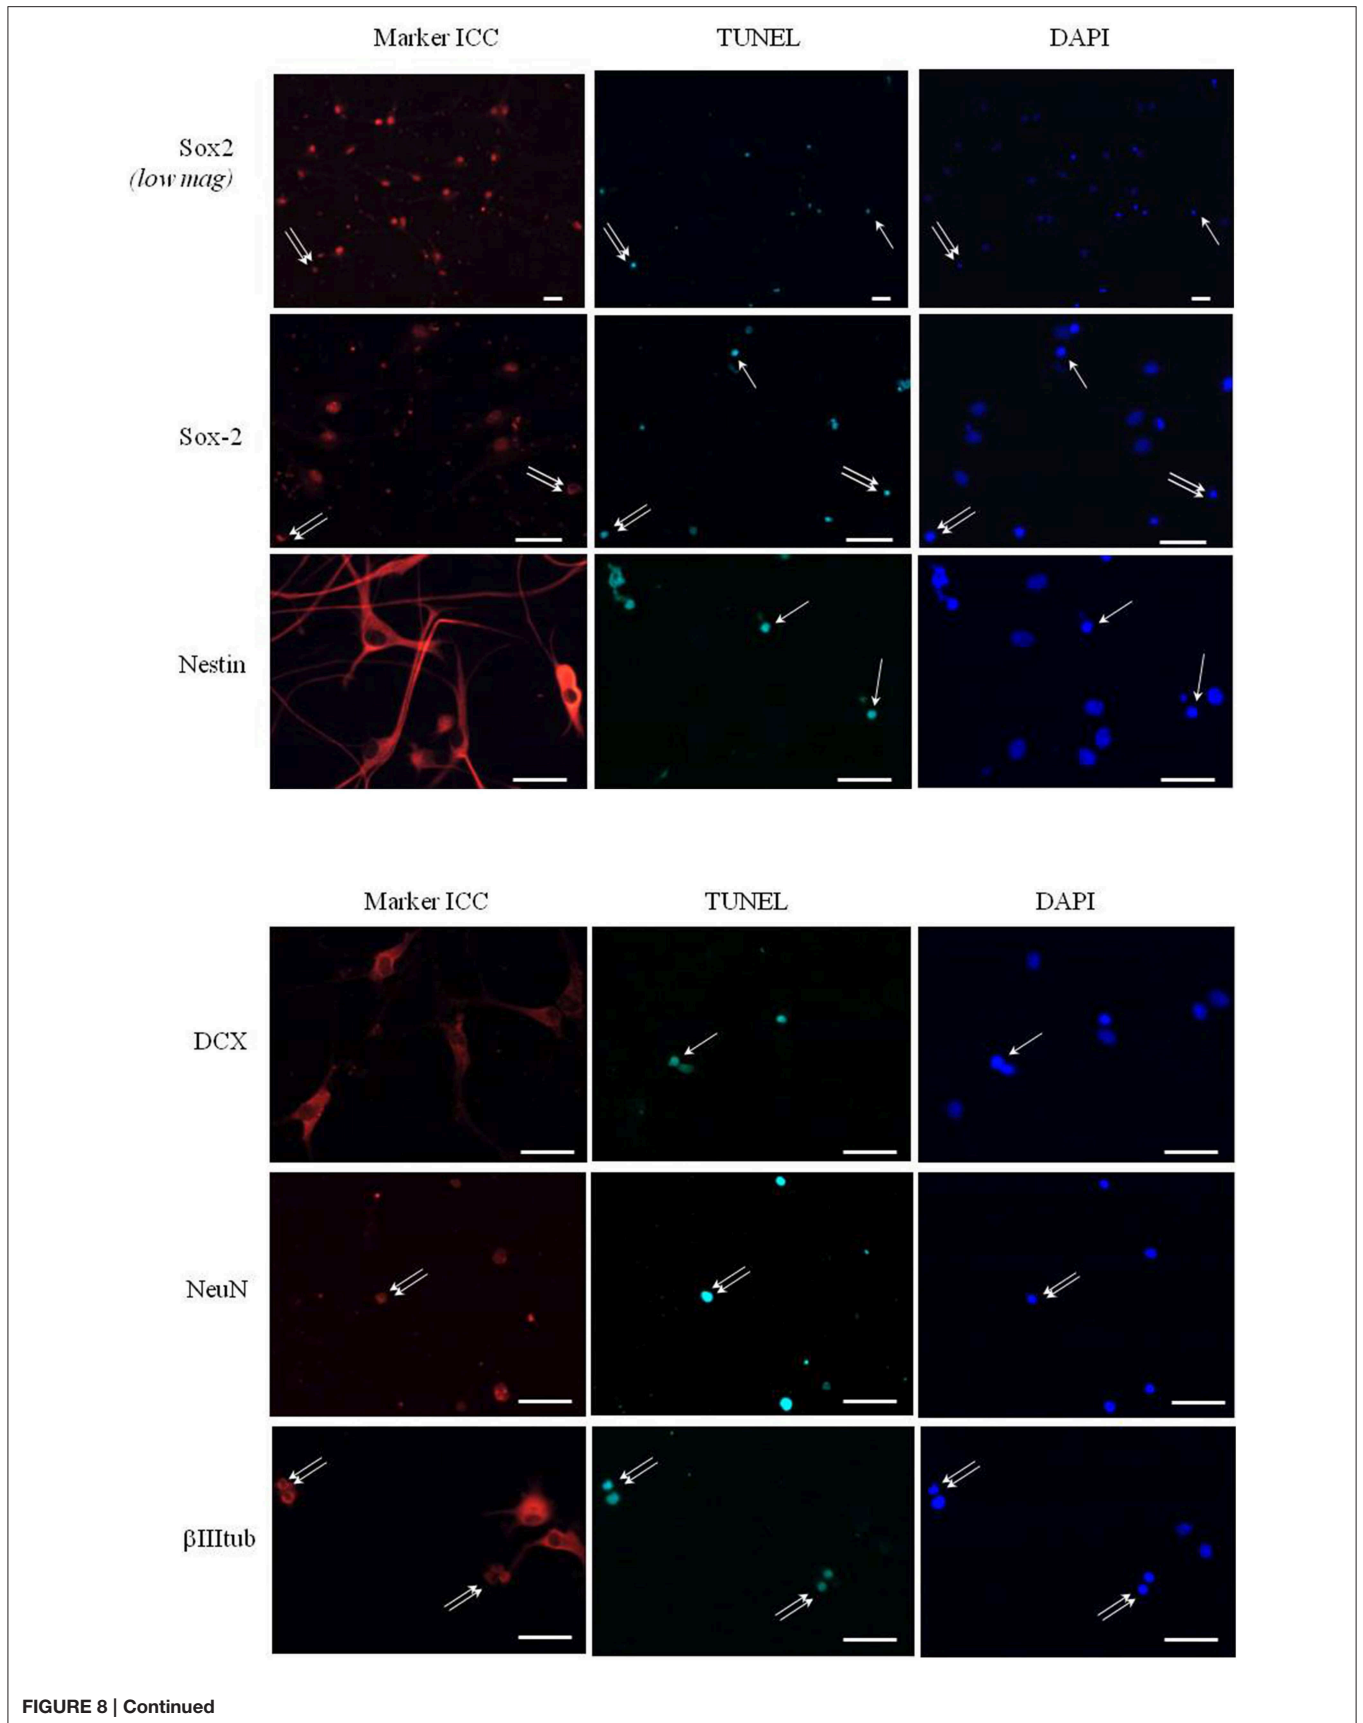 Marker ICC TUNEL DAPI
Sox2
(low mag)
Sox-2
Nestin
Marker ICC TUNEL DAPI
DCX
NeuN
βIIItub
FIGURE 8 | Continued